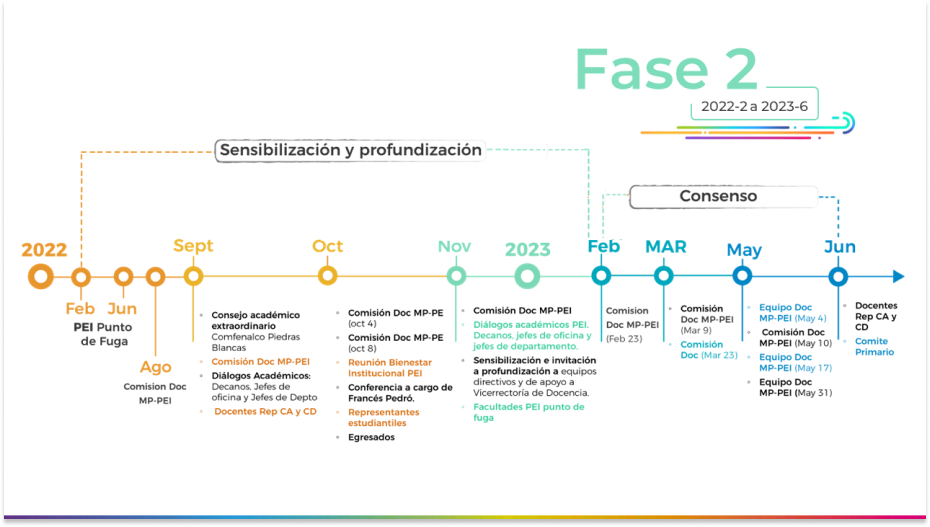 Fase 2
2022-2 a 2023-6
Sensibilización y profundización
Consenso
2022
Feb
PEI Punto
de Fuga
Jun
Ago
Comision Doc
MP-PEI
Sept
Consejo académico
extraordinario
Comfenalco Piedras
Blancas
Comisión Doc MP-PEI
Diálogos Académicos:
Decanos, Jefes de
oficina y Jefes de Depto
Docentes Rep CA y CD
Oct
Comisión Doc MP-PE
(oct 4)
Comisión Doc MP-PE
(oct 8)
Reunión Bienestar
Institucional PEI
Conferencia a cargo de
Francés Pedró.
Representantes
estudiantiles
Egresados
Nov
Comisión Doc MP-PEI
Diálogos académicos PEI.
Decanos, jefes de oficina y
jefes de departamento.
Sensibilización e invitación
a profundización a equipos
directivos y de apoyo a
Vicerrectoría de Docencia.
Facultades PEI punto de
fuga
2023
Feb
Comision
Doc MP-PEI
(Feb 23)
MAR
Comisión
Doc MP-PEI
(Mar 9)
Comisión
Doc (Mar 23)
May
Equipo Doc
MP-PEI (May 4)
Comisión Doc
MP-PEI (May 10)
Equipo Doc
MP-PEI (May 17)
Equipo Doc
MP-PEI (May 31)
Jun
Docentes
Rep CA y
CD
Comite
Primario